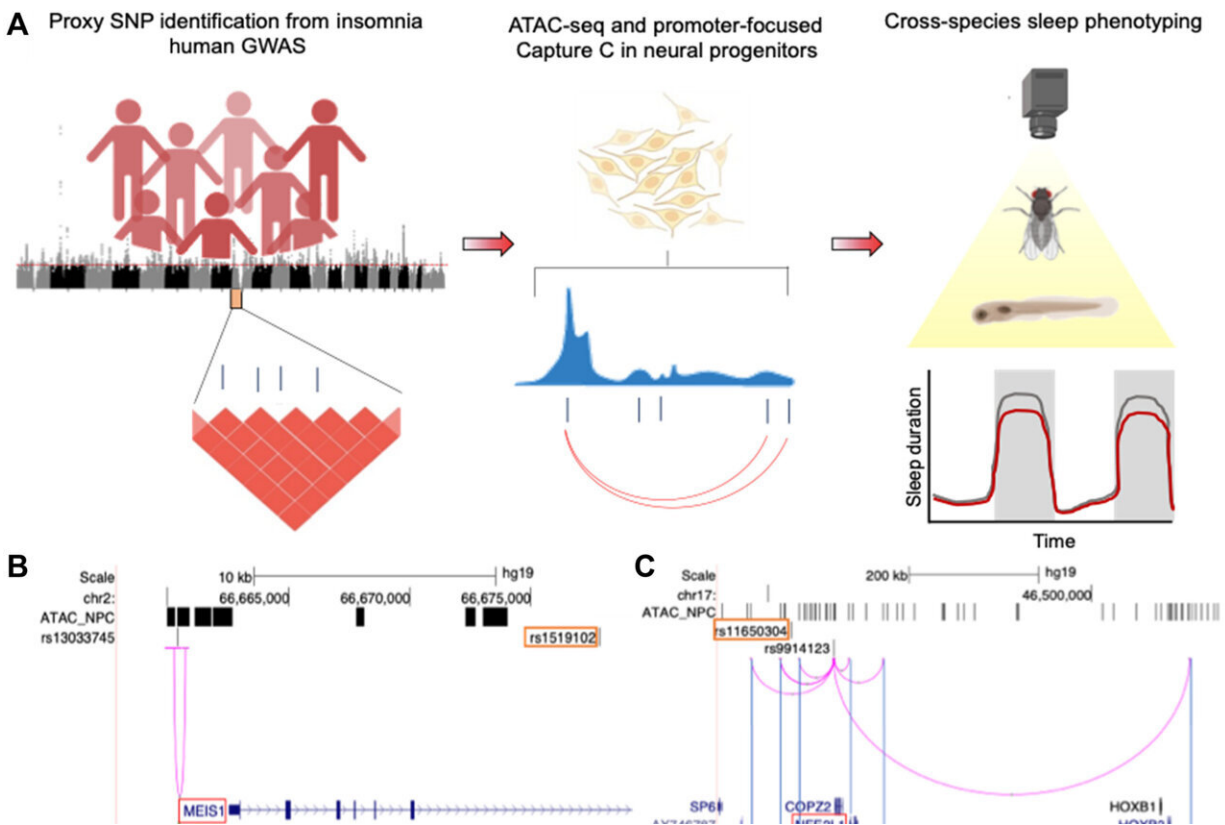 A
Proxy SNP identification from insomnia
human GWAS
ATAC-seq and promoter-focused
Capture C in neural progenitors
Cross-species sleep phenotyping
Sleep duration
Time
B
Scale
10 kb
hg19
chr2:
66,665,000
66,670,000
66,675,000
ATAC_NPC
rs13033745
rs1519102
MEIS1
C
Scale
200 kb
hg19
chr17:
46,500,000
ATAC_NPC
rs11650304
rs9914123
SP6
COPZ2
HOXB1